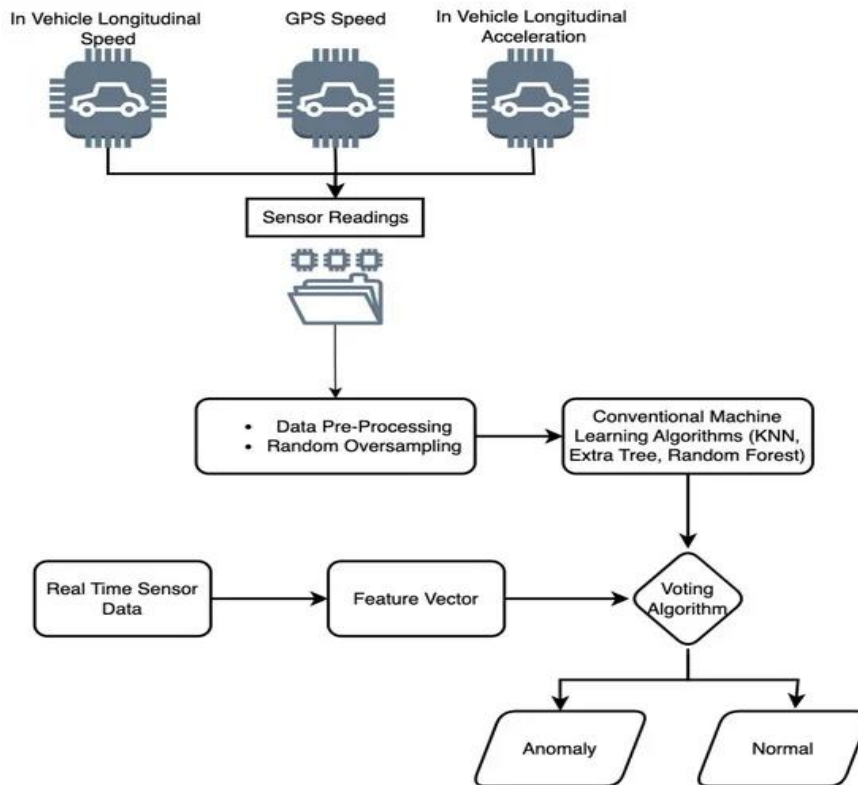 In Vehicle Longitudinal
Speed
GPS Speed
In Vehicle Longitudinal
Acceleration
Sensor Readings
• Data Pre-Processing
• Random Oversampling
Conventional Machine
Learning Algorithms (KNN,
Extra Tree, Random Forest)
Real Time Sensor
Data
Feature Vector
Voting
Algorithm
Anomaly
Normal